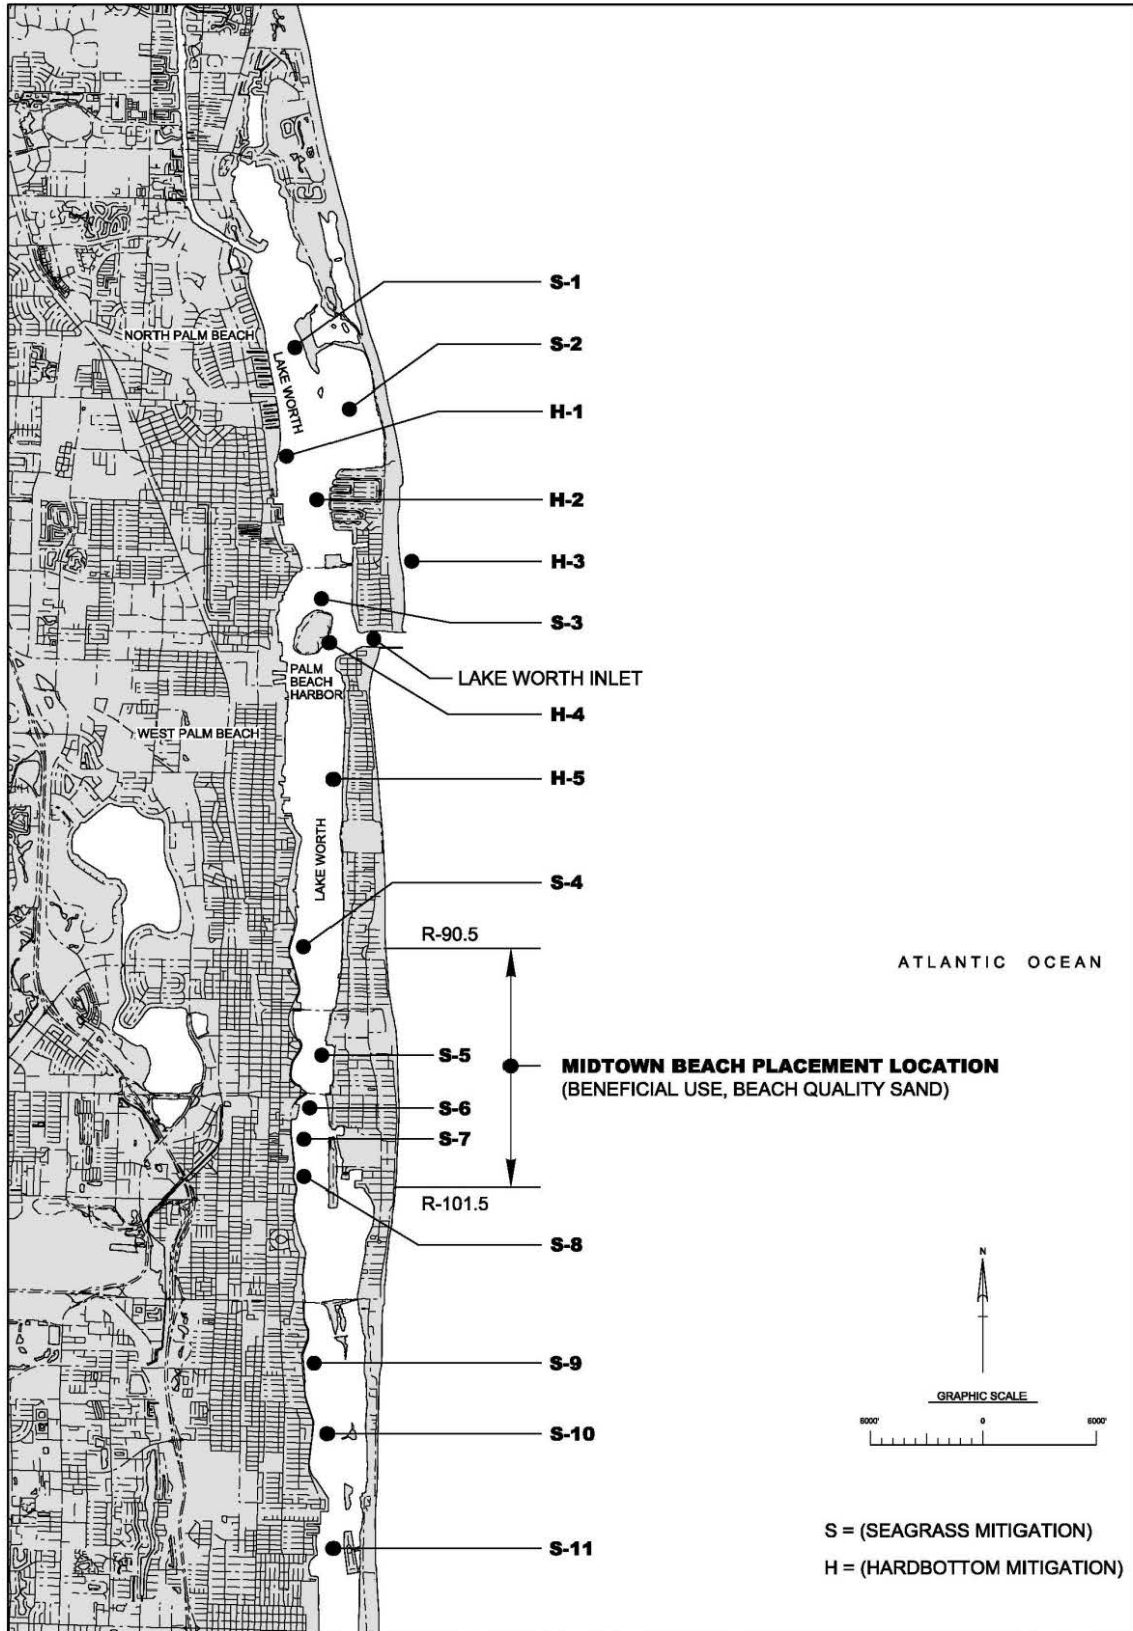 S-1
NORTH PALM BEACH
S-2
LAKE WORTH
H-1
H-2
H-3
S-3
LAKE WORTH INLET
PALM
BEACH
HARBOR
H-4
WEST PALM BEACH
H-5
LAKE WORTH
S-4
R-90.5
ATLANTIC OCEAN
S-5
MIDTOWN BEACH PLACEMENT LOCATION
(BENEFICIAL USE, BEACH QUALITY SAND)
S-6
S-7
R-101.5
S-8
N
S-9
GRAPHIC SCALE
0
S-10
S = (SEAGRASS MITIGATION)
S-11
H = (HARDBOTTOM MITIGATION)